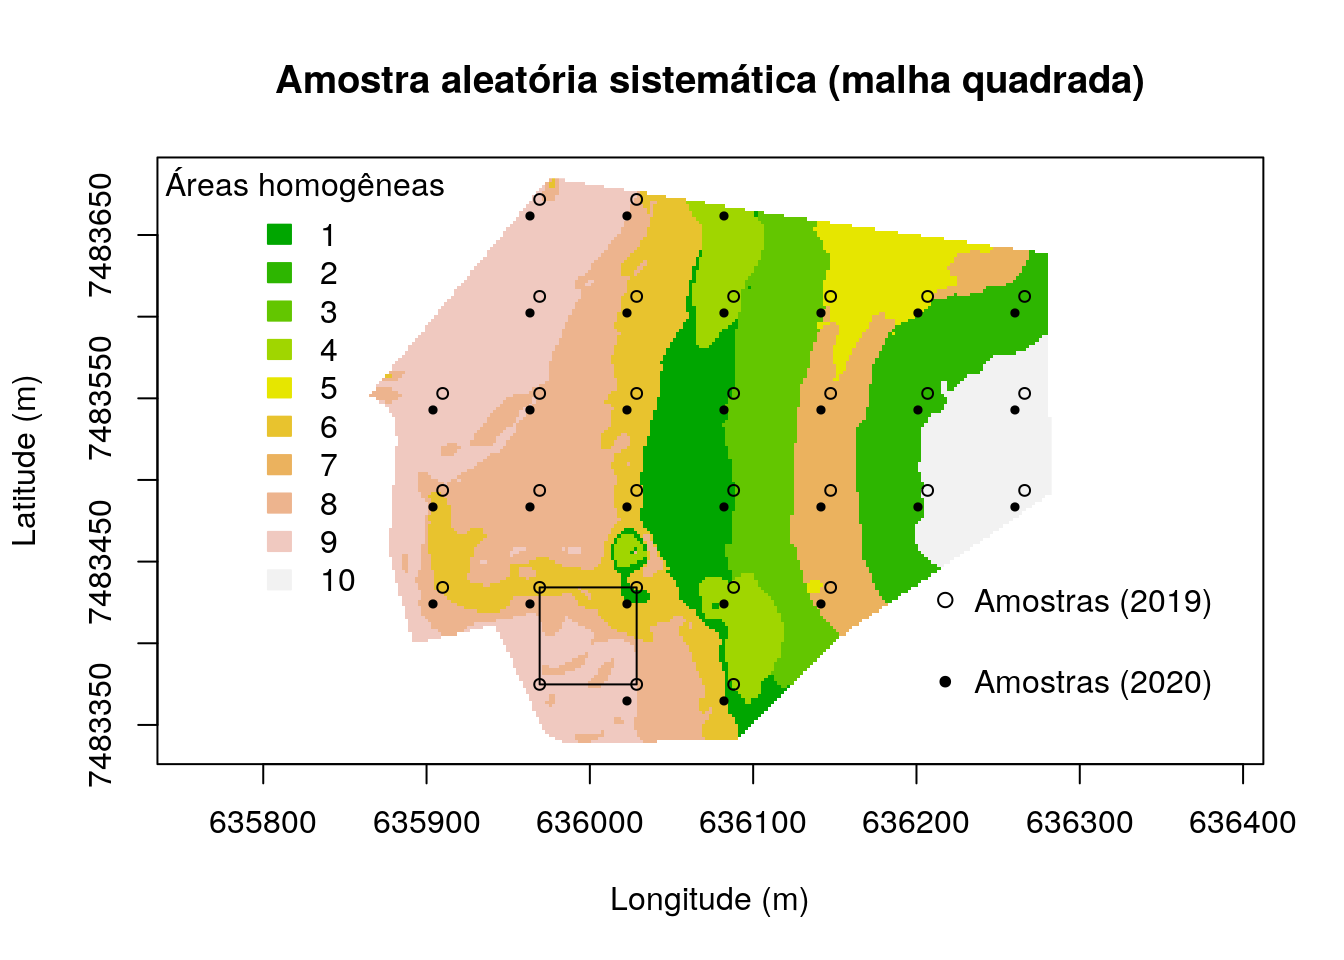 Amostra aleatória sistemática (malha quadrada)
Áreas homogêneas
1
2
3
4
5
6
7
8
9
10
Amostras (2019)
Amostras (2020)
7483650
7483550
7483450
7483350
Latitude (m)
635800 635900 636000 636100 636200 636300 636400
Longitude (m)